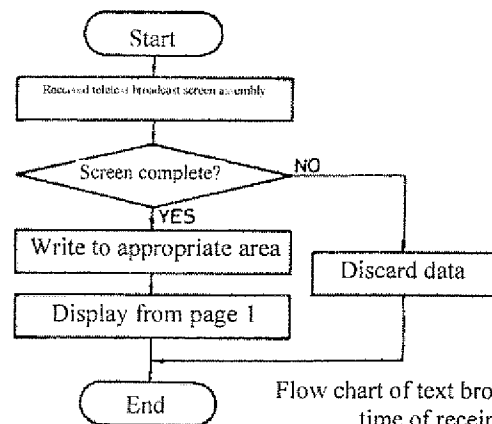 Start
Received teletext broadcast screen assembly
Screen complete?
NO
YES
Write to appropriate area
Discard data
Display from page 1
End
Flow chart of text bro
time of recei